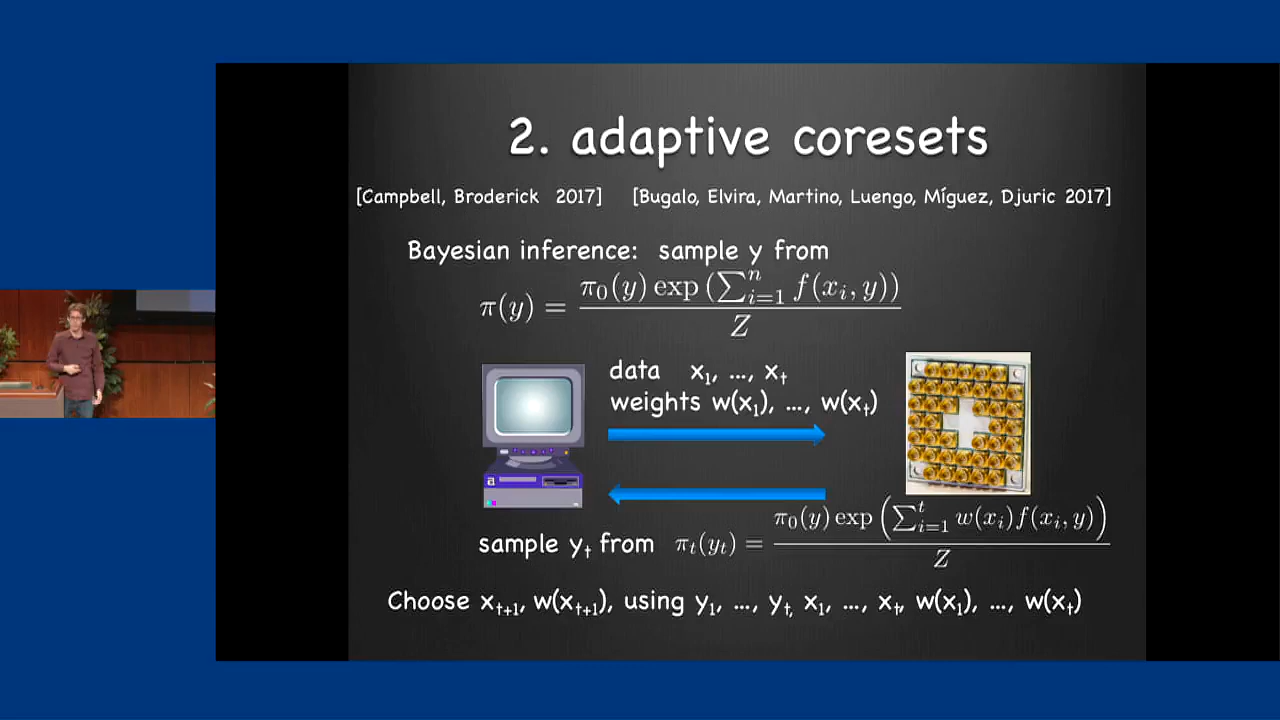 2. adaptive coresets
[Campbell, Broderick 2017] [Bugalo, Elvira, Martino, Luengo, Míguez, Djuric 2017]
Bayesian inference: sample y from
π(y) = π₀(y) exp (∑ⁿᵢ₌₁ f(xᵢ, y)) / Z
data x₁, ..., xₜ
weights w(x₁), ..., w(xₜ)
a
sample yₜ from πₜ(yₜ) = π₀(y) exp (∑ᵗᵢ₌₁ w(xᵢ)f(xᵢ, y)) / Z
Choose xₜ₊₁, w(xₜ₊₁), using y₁, ..., yₜ, x₁, ..., xₜ, w(x₁), ..., w(xₜ)